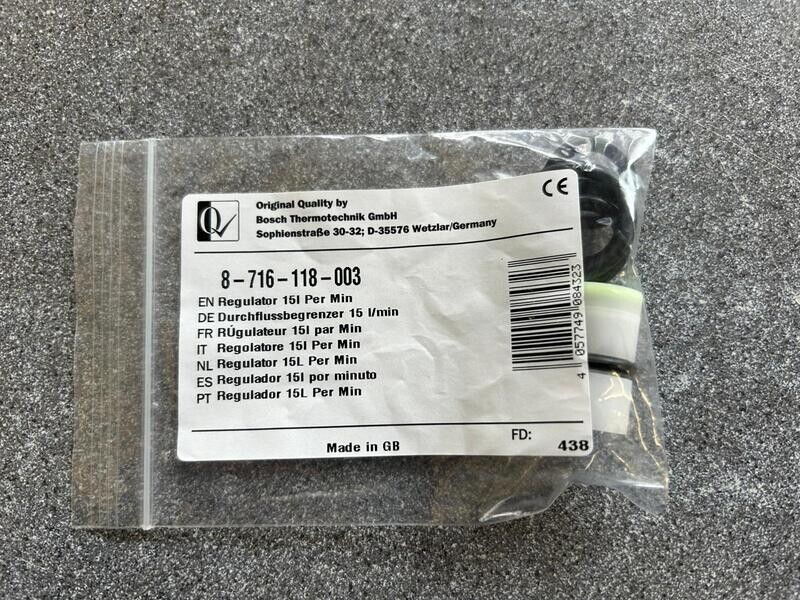 QV
Original Quality by
Bosch Thermotechnik GmbH
Sophienstraße 30-32; D-35576 Wetzlar/Germany
CE
8-716-118-003
EN Regulator 15l Per Min
DE Durchflussbegrenzer 15 l/min
FR RÚgulateur 15l par Min
IT Regolatore 15l Per Min
NL Regulator 15L Per Min
ES Regulador 15l por minuto
PT Regulador 15L Per Min
4 057749 084323
FD:
Made in GB
438